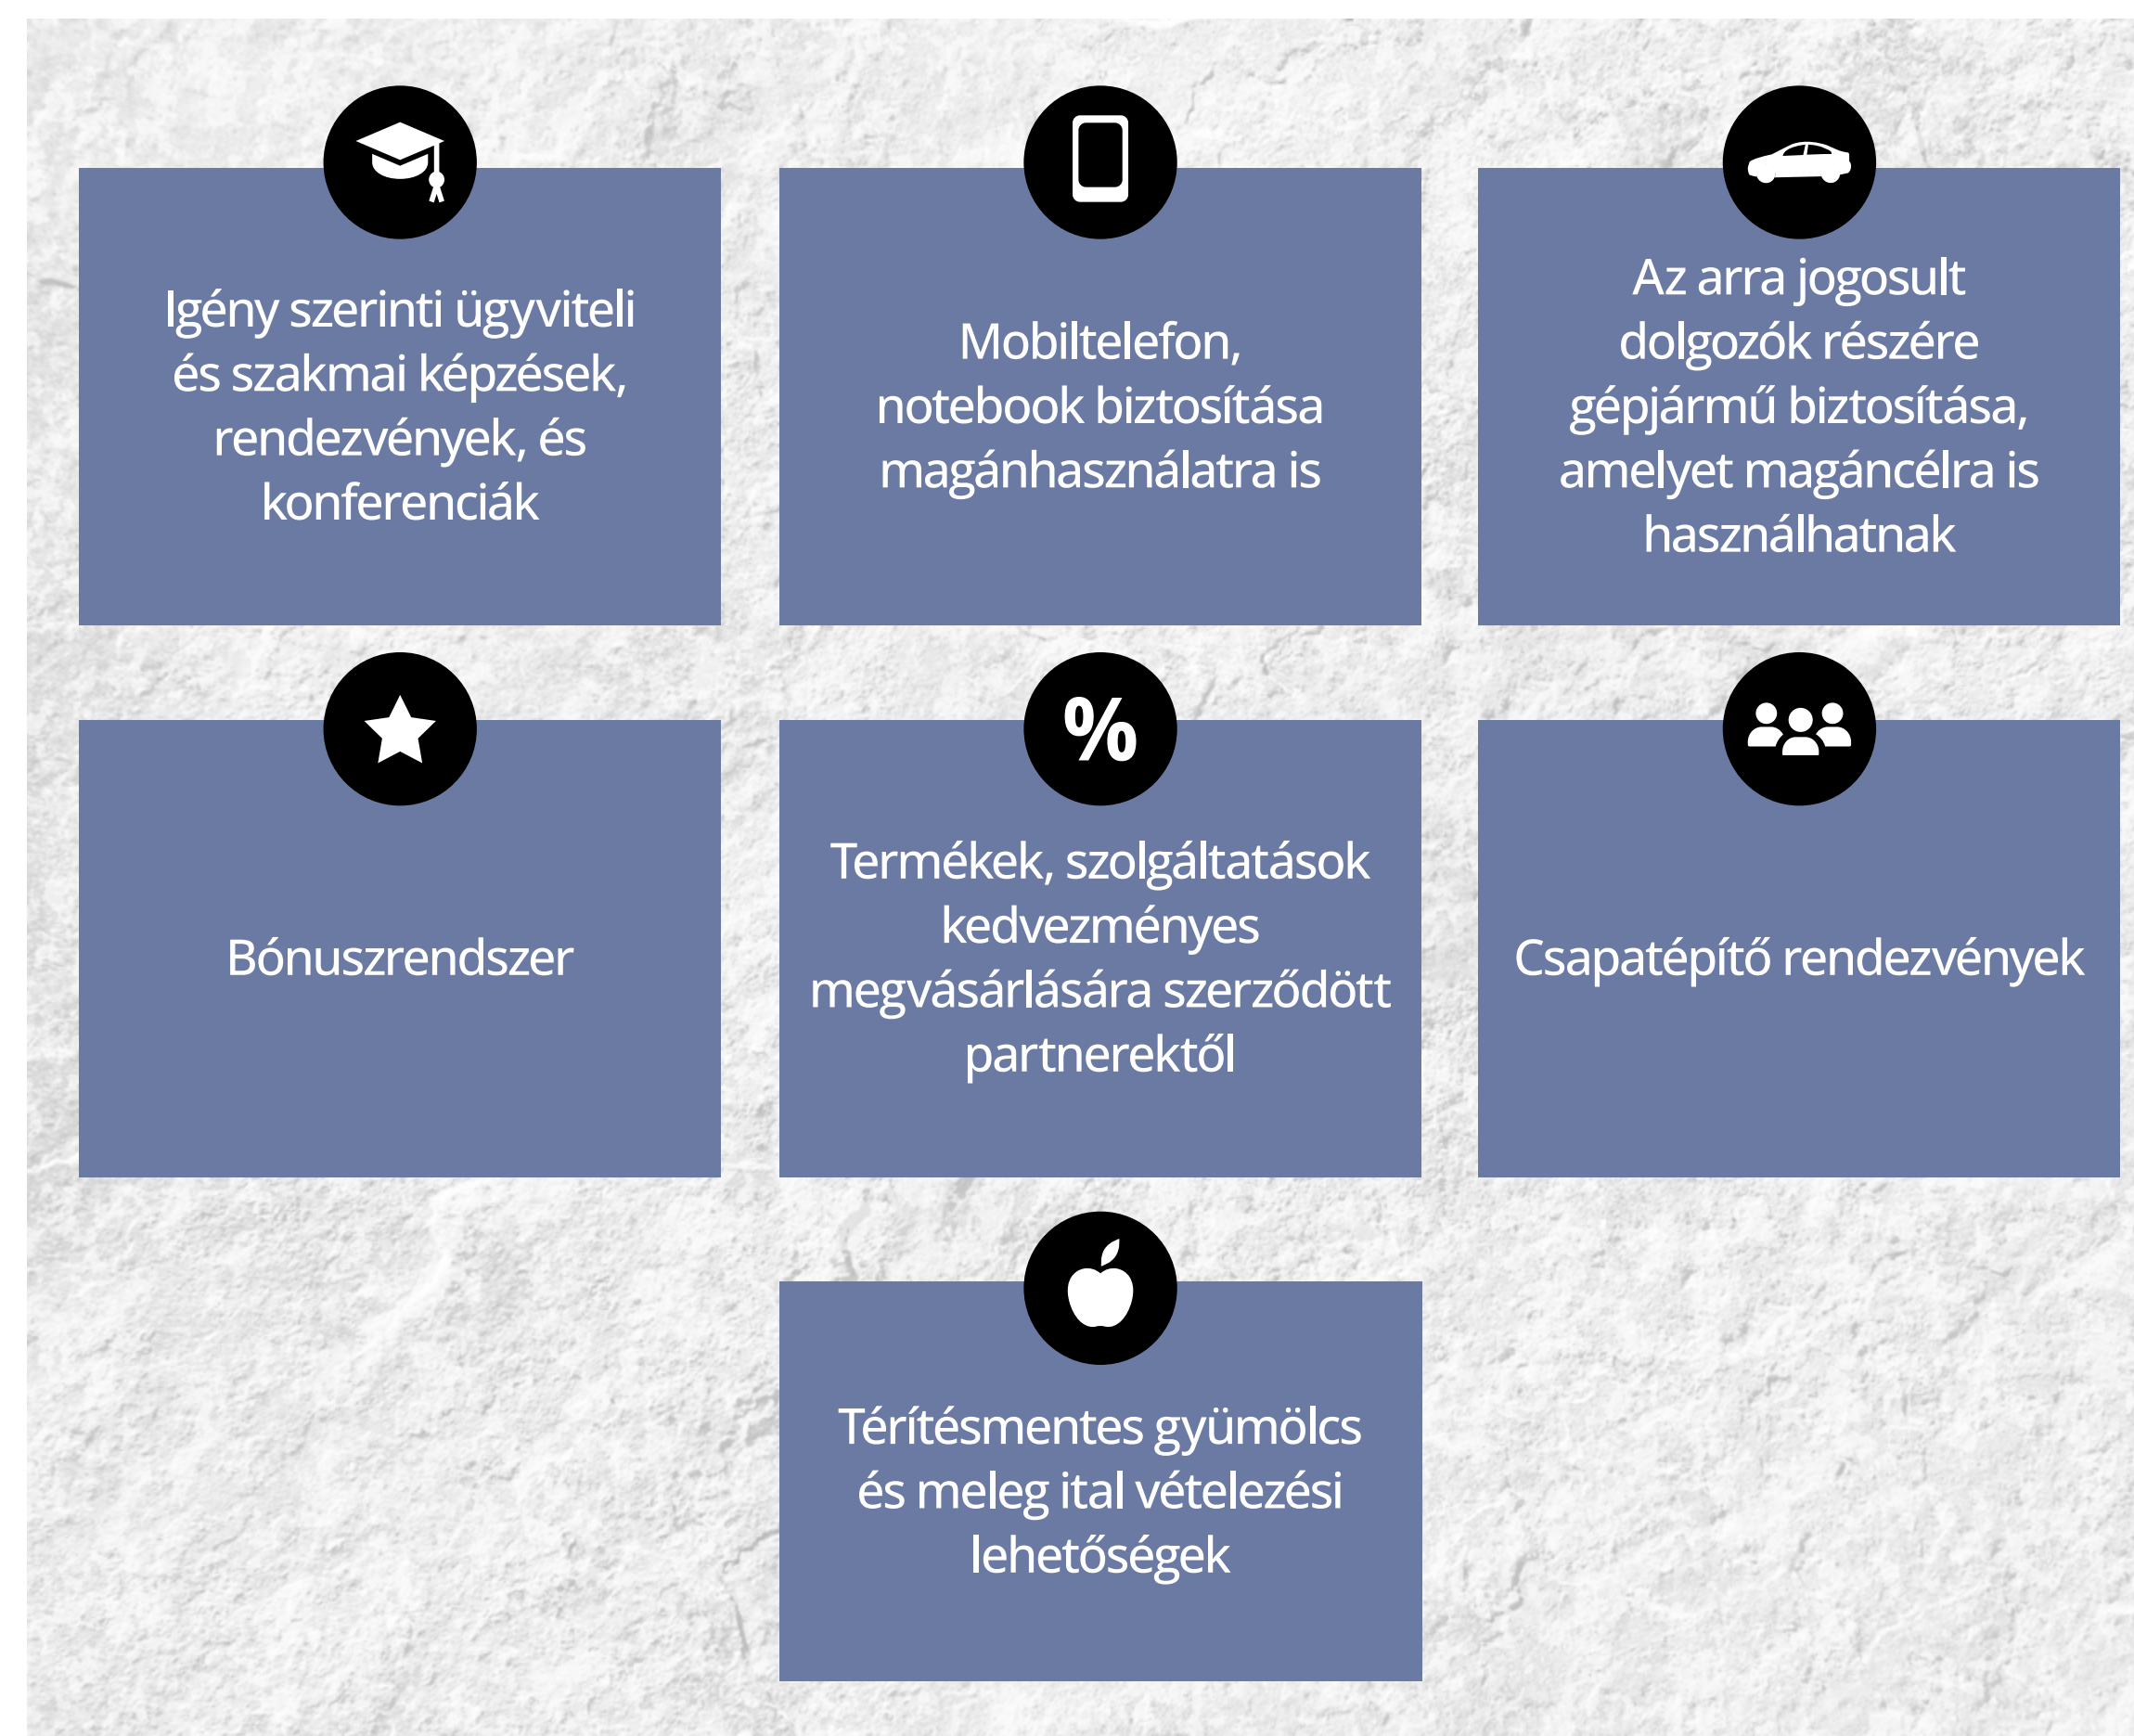 Igény szerinti ügyviteli
és szakmai képzések,
rendezvények, és
konferenciák
Mobiltelefon,
notebook biztosítása
magánhasználatra is
Az arra jogosult
dolgozók részére
gépjármű biztosítása,
amelyet magáncélra is
használhatnak
Bónuszrendszer
%
Termékek, szolgáltatások
kedvezményes
megvásárlására szerződött
partnerektől
Csapatépítő rendezvények
Térítésmentes gyümölcs
és meleg ital vételezési
lehetőségek